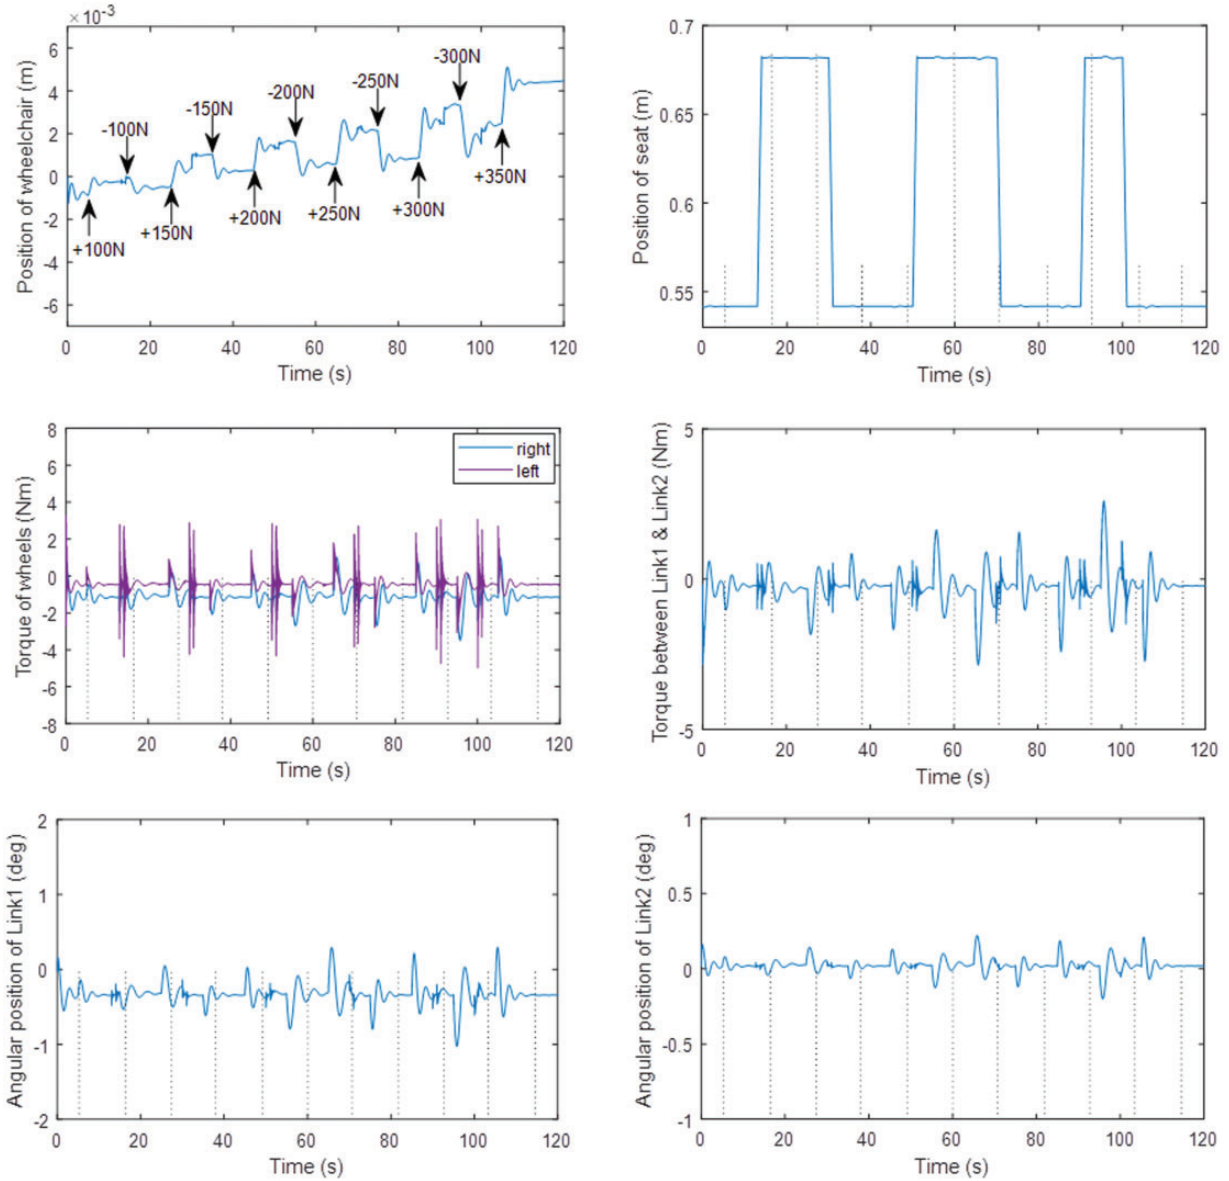 × 10⁻³
6
4
2
0
-2
-4
-6
Position of wheelchair (m)
-100N
-150N
-200N
-250N
-300N
+100N
+150N
+200N
+250N
+300N
+350N
0 20 40 60 80 100 120
Time (s)
0.7
0.65
0.6
0.55
Position of seat (m)
0 20 40 60 80 100 120
Time (s)
8
6
4
2
0
-2
-4
-6
-8
Torque of wheels (Nm)
right
left
0 20 40 60 80 100 120
Time (s)
5
0
-5
Torque between Link1 & Link2 (Nm)
0 20 40 60 80 100 120
Time (s)
2
1
0
-1
-2
Angular position of Link1 (deg)
0 20 40 60 80 100 120
Time (s)
1
0.5
0
-0.5
-1
Angular position of Link2 (deg)
0 20 40 60 80 100 120
Time (s)